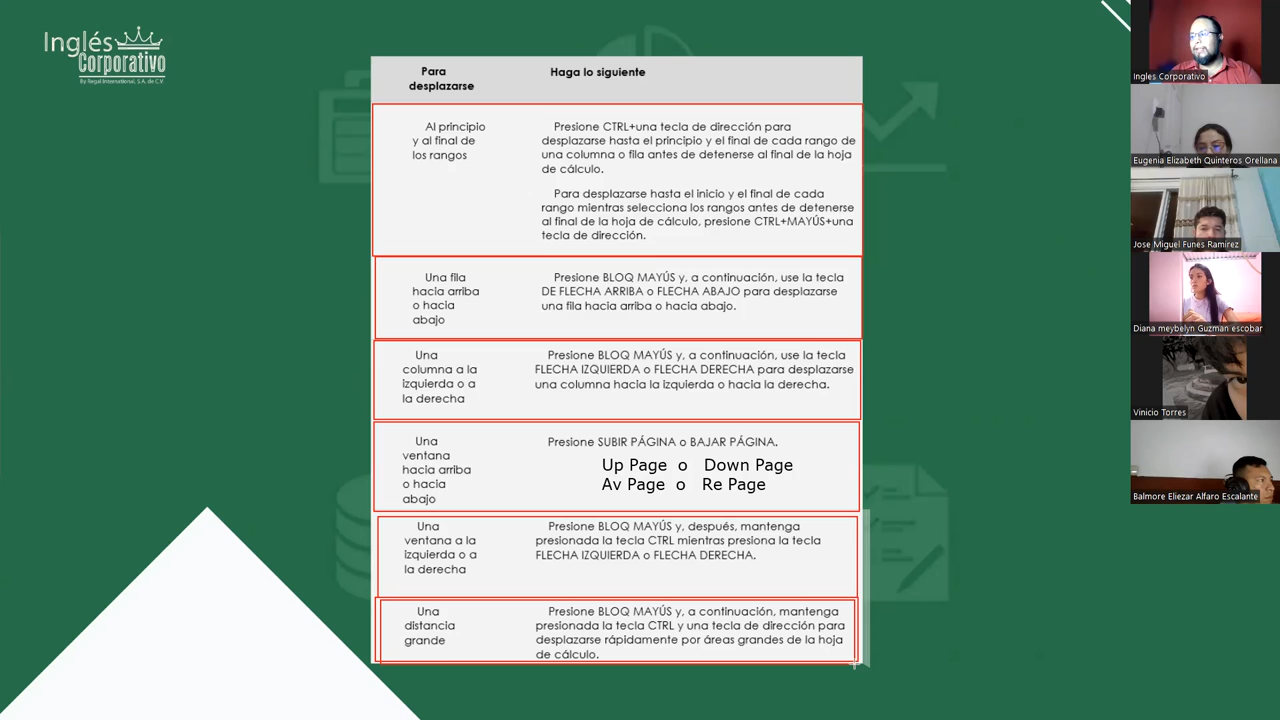 Inglés
Corporativo
By Regal International, S.A. de C.V.
Para
desplazarse
Haga lo siguiente
Al principio
y al final de
los rangos
Presione CTRL+una tecla de dirección para
desplazarse hasta el principio y el final de cada rango de
una columna o fila antes de detenerse al final de la hoja
de cálculo.
Para desplazarse hasta el inicio y el final de cada
rango mientras selecciona los rangos antes de detenerse
al final de la hoja de cálculo, presione CTRL+MAYÚS+una
tecla de dirección.
Una fila
hacia arriba
o hacia
abajo
Presione BLOQ MAYÚS y, a continuación, use la tecla
DE FLECHA ARRIBA o FLECHA ABAJO para desplazarse
una fila hacia arriba o hacia abajo.
Una
columna a la
izquierda o a
la derecha
Presione BLOQ MAYÚS y, a continuación, use la tecla
FLECHA IZQUIERDA o FLECHA DERECHA para desplazarse
una columna hacia la izquierda o hacia la derecha.
Una
ventana
hacia arriba
o hacia
abajo
Presione SUBIR PÁGINA o BAJAR PÁGINA.
Up Page o Down Page
Av Page o Re Page
Una
ventana a la
izquierda o a
la derecha
Presione BLOQ MAYÚS y, después, mantenga
presionada la tecla CTRL mientras presiona la tecla
FLECHA IZQUIERDA o FLECHA DERECHA.
Una
distancia
grande
Presione BLOQ MAYÚS y, a continuación, mantenga
presionada la tecla CTRL y una tecla de dirección para
desplazarse rápidamente por áreas grandes de la hoja
de cálculo.
Ingles Corporativo
Eugenia Elizabeth Quinteros Orellana
Jose Miguel Funes Ramirez
Diana meybelyn Guzman escobar
Vinicio Torres
Balmore Eliezar Alfaro Escalante